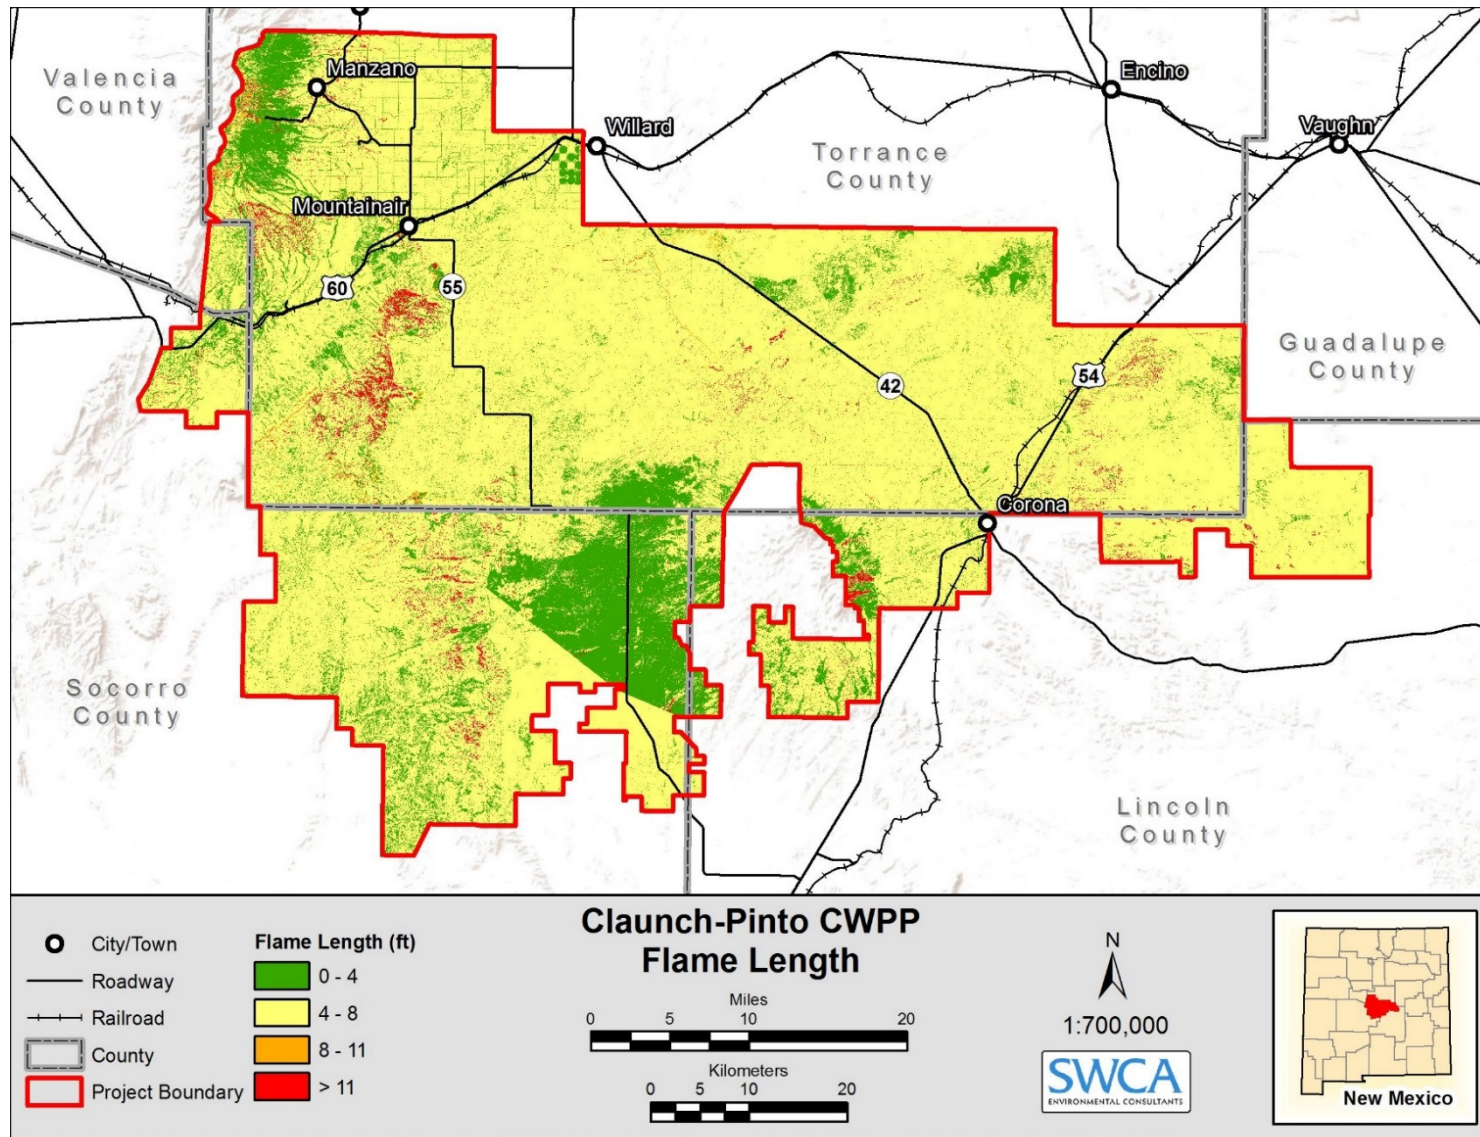 Valencia
County
Manzano
Encino
Willard
Vaughn
Torrance
County
Mountainair
60
55
Guadalupe
County
42
54
Corona
Socorro
County
Lincoln
County
City/Town
Roadway
Railroad
County
Project Boundary
Flame Length (ft)
0 - 4
4 - 8
8 - 11
> 11
Claunch-Pinto CWPP
Flame Length
Miles
0 5 10 20
Kilometers
0 5 10 20
N
1:700,000
SWCA
ENVIRONMENTAL CONSULTANTS
New Mexico